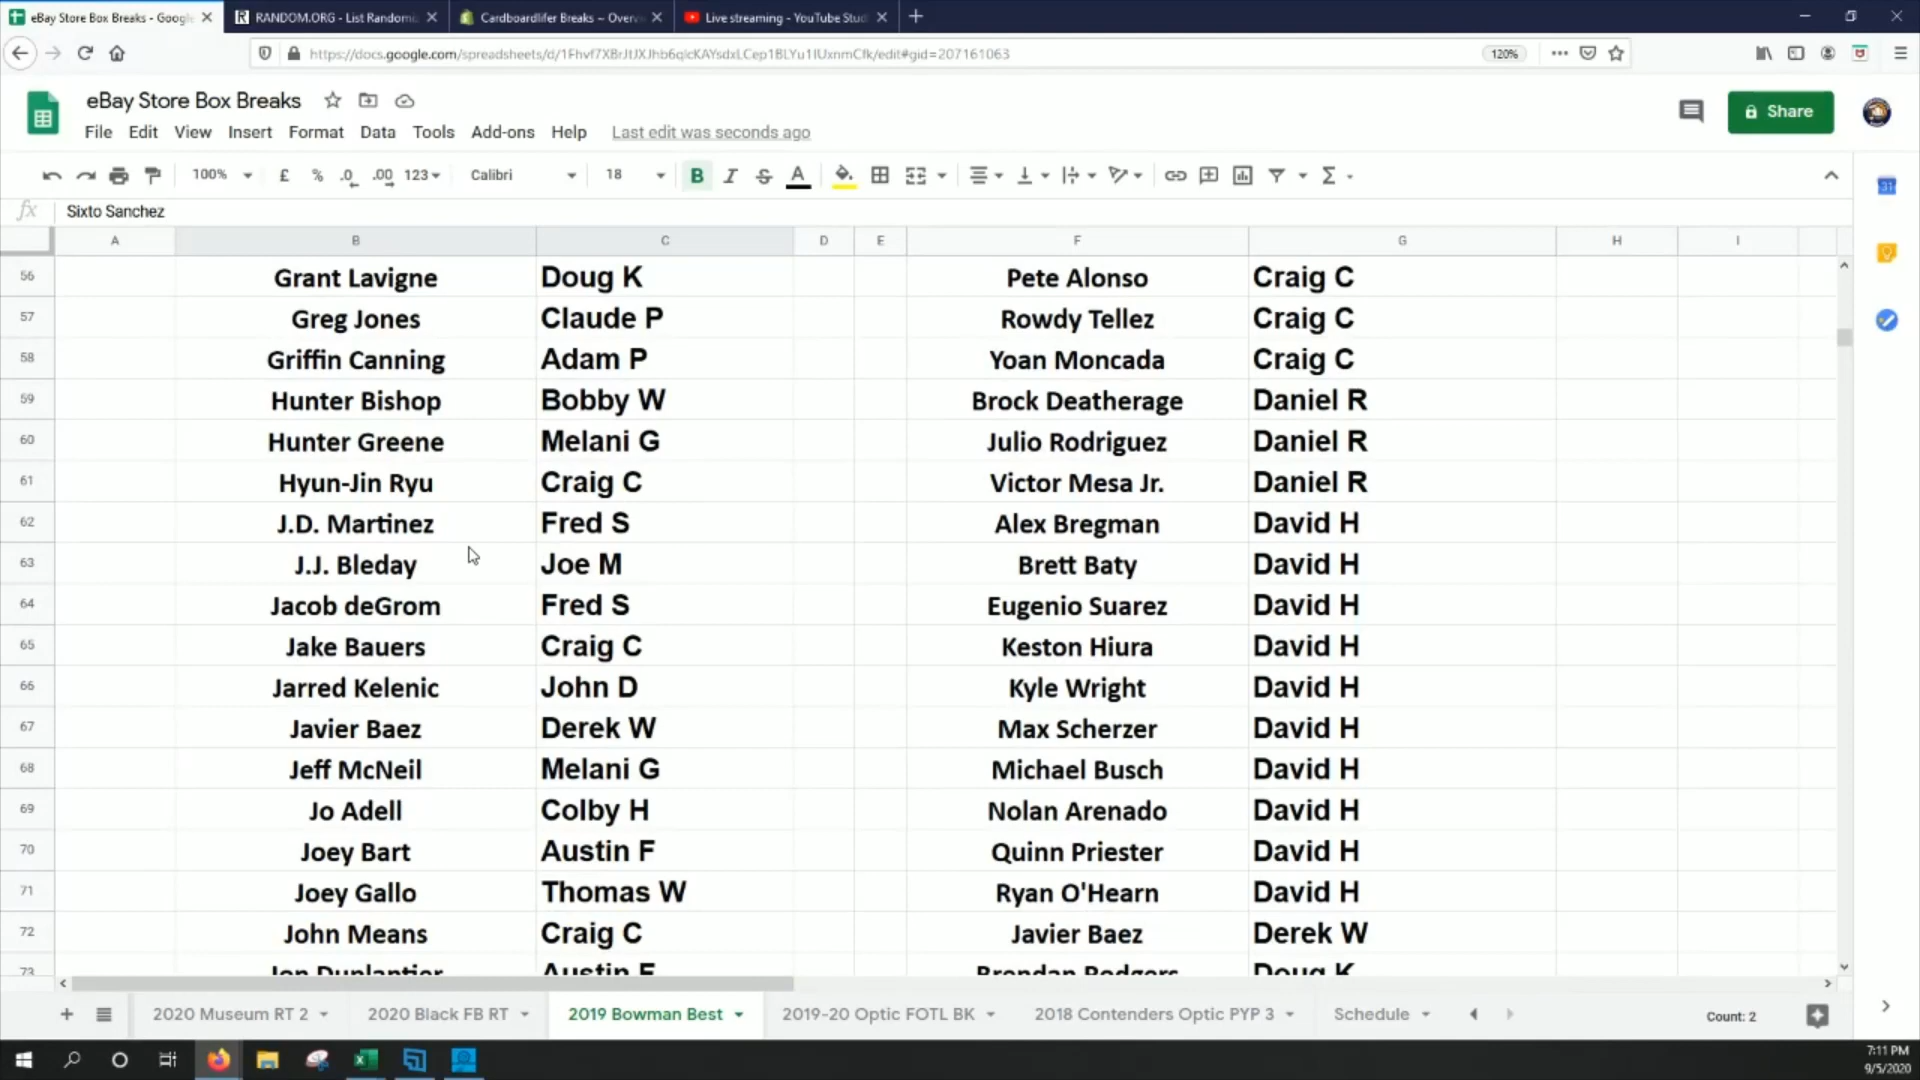 eBay Store Box Breaks - Google
RANDOM.ORG - List Randomi
Cardboardlifer Breaks ~ Overv
Live streaming - YouTube Stud
120%
eBay Store Box Breaks
File Edit View Insert Format Data Tools Add-ons Help Last edit was seconds ago
Share
100% £ % .0 .00 123 Calibri 18 B I S A
fx Sixto Sanchez
A B C D E F G H I
56 Grant Lavigne Doug K Pete Alonso Craig C
57 Greg Jones Claude P Rowdy Tellez Craig C
58 Griffin Canning Adam P Yoan Moncada Craig C
59 Hunter Bishop Bobby W Brock Deatherage Daniel R
60 Hunter Greene Melani G Julio Rodriguez Daniel R
61 Hyun-Jin Ryu Craig C Victor Mesa Jr. Daniel R
62 J.D. Martinez Fred S Alex Bregman David H
63 J.J. Bleday Joe M Brett Baty David H
64 Jacob deGrom Fred S Eugenio Suarez David H
65 Jake Bauers Craig C Keston Hiura David H
66 Jarred Kelenic John D Kyle Wright David H
67 Javier Baez Derek W Max Scherzer David H
68 Jeff McNeil Melani G Michael Busch David H
69 Jo Adell Colby H Nolan Arenado David H
70 Joey Bart Austin F Quinn Priester David H
71 Joey Gallo Thomas W Ryan O'Hearn David H
72 John Means Craig C Javier Baez Derek W
73 Jon Duplantier Austin F Brendan Rodgers Doug K
2020 Museum RT 2 2020 Black FB RT 2019 Bowman Best 2019-20 Optic FOTL BK 2018 Contenders Optic PYP 3 Schedule Count: 2
7:11 PM
9/5/2020